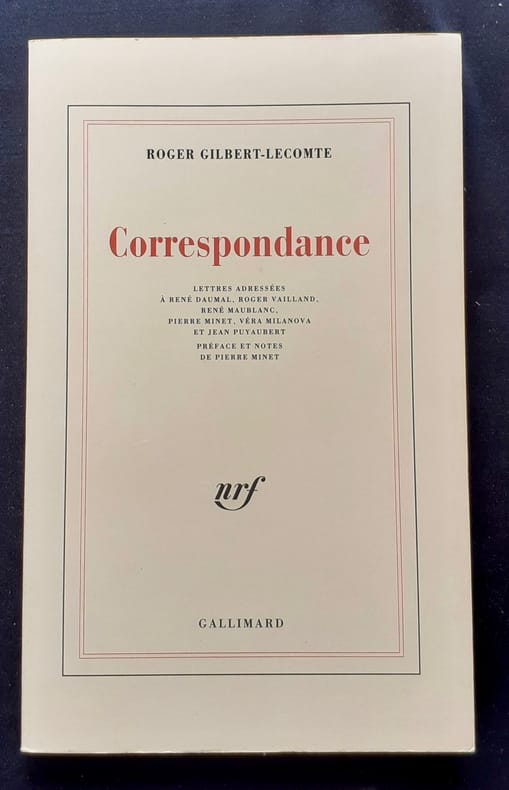 ROGER GILBERT-LECOMTE
Correspondance
LETTRES ADRESSÉES
À RENÉ DAUMAL, ROGER VAILLAND,
RENÉ MAUBLANC,
PIERRE MINET, VÉRA MILANOVA
ET JEAN PUYAUBERT
PRÉFACE ET NOTES
DE PIERRE MINET
nrf
GALLIMARD